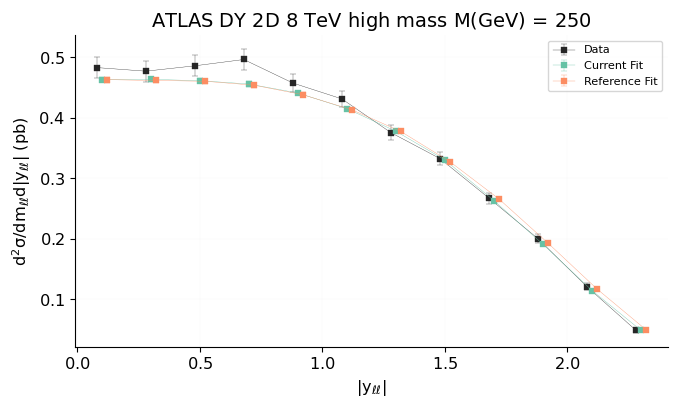 ATLAS DY 2D 8 TeV high mass M(GeV) = 250
d²σ/dmℓℓd|yℓℓ| (pb)
0.5
0.4
0.3
0.2
0.1
Data
Current Fit
Reference Fit
0.0 0.5 1.0 1.5 2.0
|yℓℓ|